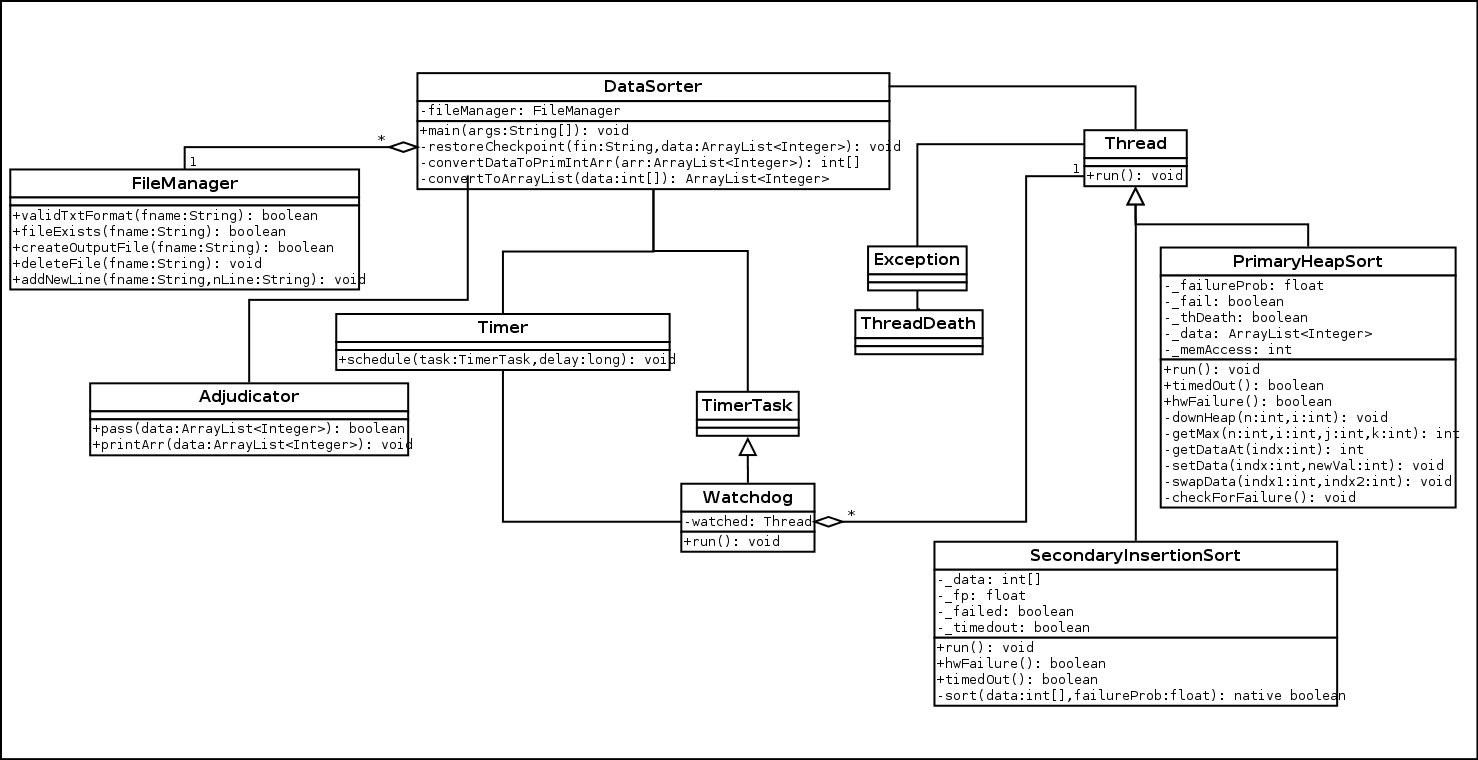 DataSorter
-fileManager: FileManager
+main(args:String[]): void
-restoreCheckpoint(fin:String,data:ArrayList<Integer>): void
-convertDataToPrimIntArr(arr:ArrayList<Integer>): int[]
-convertToArrayList(data:int[]): ArrayList<Integer>
*
1
FileManager
+validTxtFormat(fname:String): boolean
+fileExists(fname:String): boolean
+createOutputFile(fname:String): boolean
+deleteFile(fname:String): void
+addNewLine(fname:String,nLine:String): void
Thread
+run(): void
1
Exception
ThreadDeath
PrimaryHeapSort
-_failureProb: float
-_fail: boolean
-_thDeath: boolean
-_data: ArrayList<Integer>
-_memAccess: int
+run(): void
+timedOut(): boolean
+hwFailure(): boolean
-downHeap(n:int,i:int): void
-getMax(n:int,i:int,j:int,k:int): int
-getDataAt(indx:int): int
-setData(indx:int,newVal:int): void
-swapData(indx1:int,indx2:int): void
-checkForFailure(): void
Timer
+schedule(task:TimerTask,delay:long): void
Adjudicator
+pass(data:ArrayList<Integer>): boolean
+printArr(data:ArrayList<Integer>): void
TimerTask
Watchdog
-watched: Thread
+run(): void
*
SecondaryInsertionSort
-_data: int[]
-_fp: float
-_failed: boolean
-_timedout: boolean
+run(): void
+hwFailure(): boolean
+timedOut(): boolean
-sort(data:int[],failureProb:float): native boolean